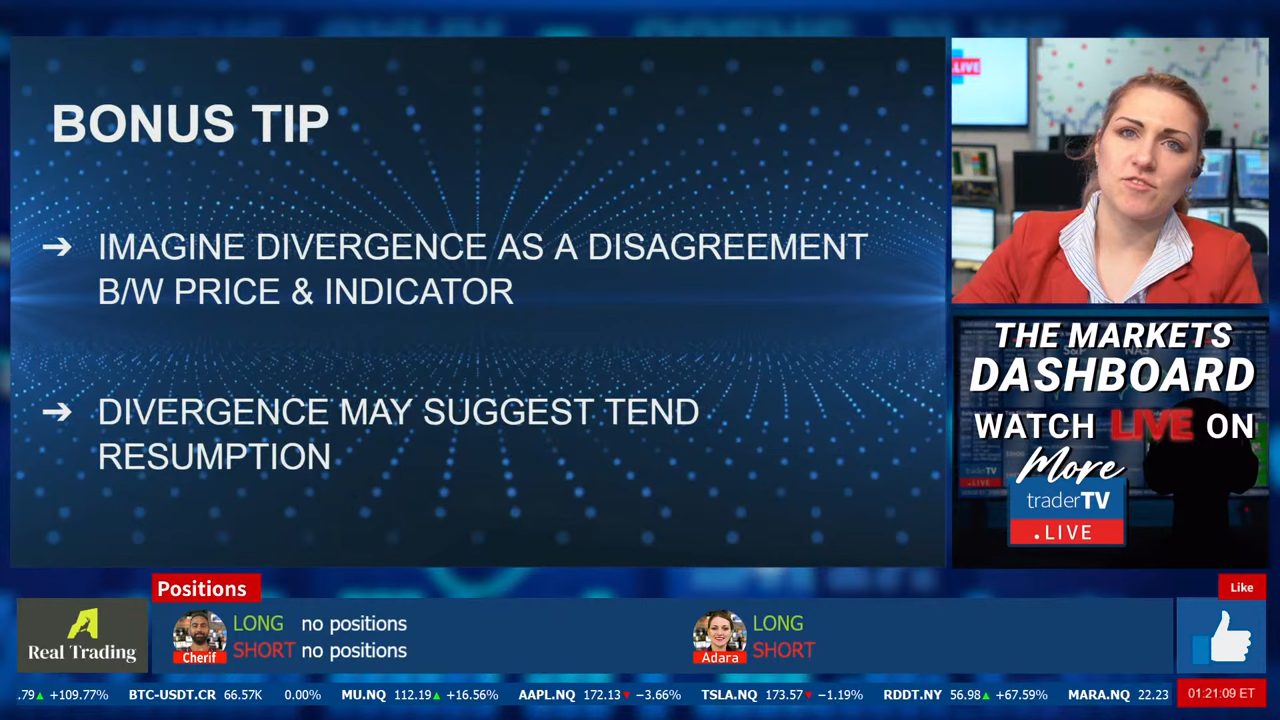 BONUS TIP
➔ IMAGINE DIVERGENCE AS A DISAGREEMENT
B/W PRICE & INDICATOR
➔ DIVERGENCE MAY SUGGEST TEND
RESUMPTION
.LIVE
THE MARKETS
DASHBOARD
WATCH LIVE ON
More
traderTV
.LIVE
traderTV
.LIVE
Positions
Like
Real Trading
Cherif
LONG no positions
SHORT no positions
Adara
LONG
SHORT
.79▲ +109.77% BTC-USDT.CR 66.57K 0.00% MU.NQ 112.19▲ +16.56% AAPL.NQ 172.13▼ −3.66% TSLA.NQ 173.57▼ −1.19% RDDT.NY 56.98▲ +67.59% MARA.NQ 22.23
01:21:09 ET